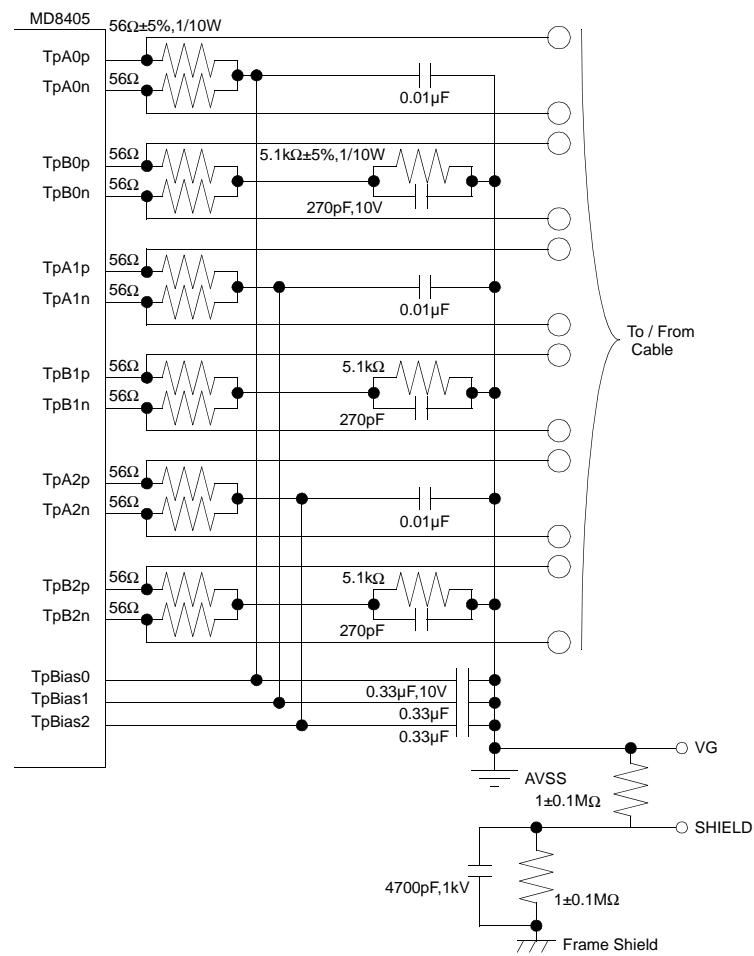 MD8405
56Ω±5%,1/10W
TpA0p
TpA0n
56Ω
0.01µF
TpB0p
56Ω
5.1kΩ±5%,1/10W
TpB0n
56Ω
270pF,10V
TpA1p
56Ω
TpA1n
56Ω
0.01µF
To / From
Cable
TpB1p
56Ω
5.1kΩ
TpB1n
56Ω
270pF
TpA2p
56Ω
TpA2n
56Ω
0.01µF
TpB2p
56Ω
5.1kΩ
TpB2n
56Ω
270pF
TpBias0
TpBias1
0.33µF,10V
TpBias2
0.33µF
0.33µF
VG
AVSS
1±0.1MΩ
SHIELD
4700pF,1kV
1±0.1MΩ
Frame Shield